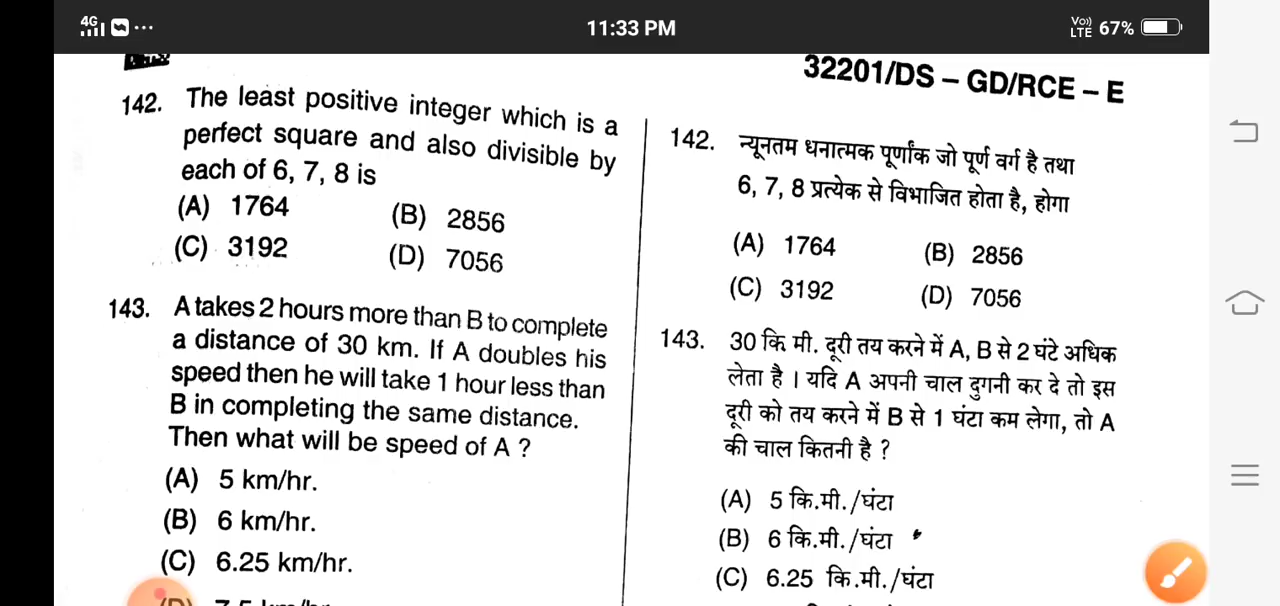 4G
11:33 PM
Vo))
LTE 67%
32201/DS – GD/RCE – E
142. The least positive integer which is a
perfect square and also divisible by
each of 6, 7, 8 is
(A) 1764 (B) 2856
(C) 3192 (D) 7056
143. A takes 2 hours more than B to complete
a distance of 30 km. If A doubles his
speed then he will take 1 hour less than
B in completing the same distance.
Then what will be speed of A ?
(A) 5 km/hr.
(B) 6 km/hr.
(C) 6.25 km/hr.
142. न्यूनतम धनात्मक पूर्णांक जो पूर्ण वर्ग है तथा
6, 7, 8 प्रत्येक से विभाजित होता है, होगा
(A) 1764 (B) 2856
(C) 3192 (D) 7056
143. 30 कि मी. दूरी तय करने में A, B से 2 घंटे अधिक
लेता है । यदि A अपनी चाल दुगनी कर दे तो इस
दूरी को तय करने में B से 1 घंटा कम लेगा, तो A
की चाल कितनी है ?
(A) 5 कि.मी./घंटा
(B) 6 कि.मी./घंटा
(C) 6.25 कि.मी./घंटा